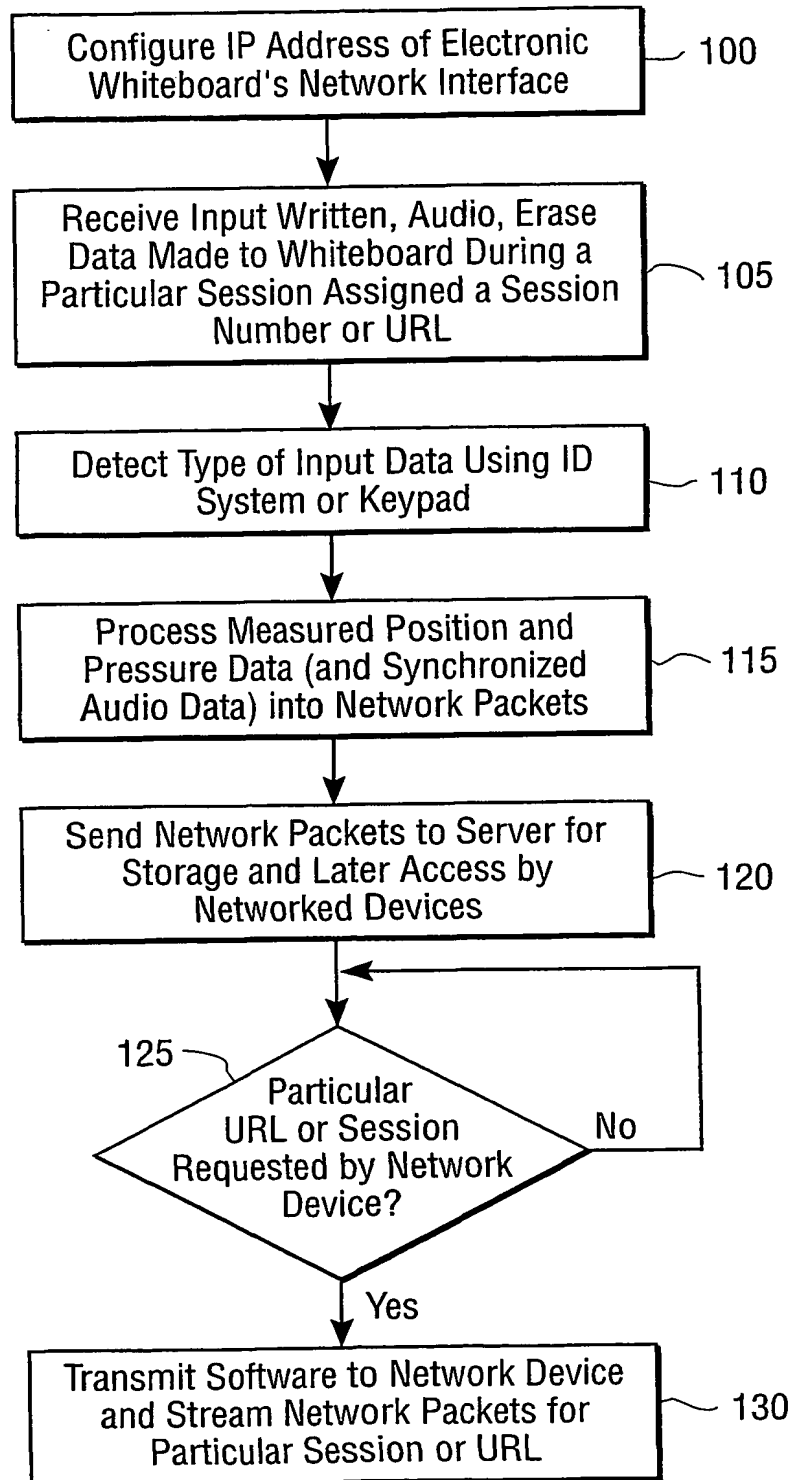 Configure IP Address of Electronic
Whiteboard's Network Interface
100
Receive Input Written, Audio, Erase
Data Made to Whiteboard During a
Particular Session Assigned a Session
Number or URL
105
Detect Type of Input Data Using ID
System or Keypad
110
Process Measured Position and
Pressure Data (and Synchronized
Audio Data) into Network Packets
115
Send Network Packets to Server for
Storage and Later Access by
Networked Devices
120
125
Particular
URL or Session
Requested by Network
Device?
No
Yes
Transmit Software to Network Device
and Stream Network Packets for
Particular Session or URL
130